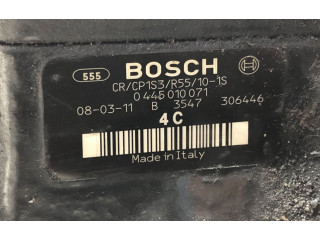 555 BOSCH
CR/CP1S3/R55/10-1S
0 445 010 071
08-03-11 B 3547 306446
4C
Made in Italy